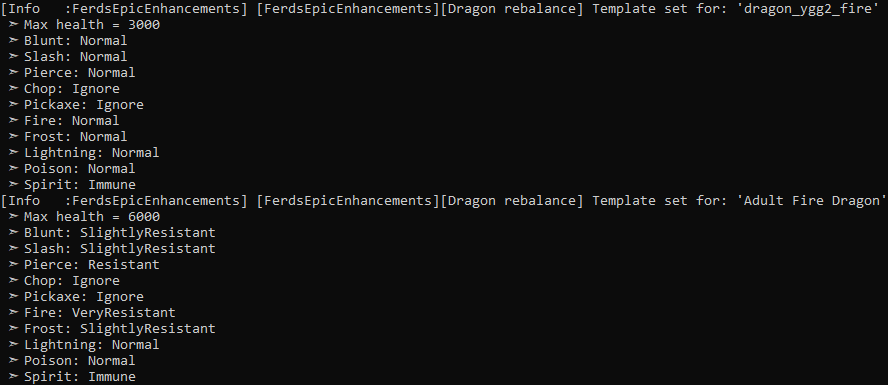 [Info   :FerdsEpicEnhancements] [FerdsEpicEnhancements][Dragon rebalance] Template set for: 'dragon_ygg2_fire'
➣ Max health = 3000
➣ Blunt: Normal
➣ Slash: Normal
➣ Pierce: Normal
➣ Chop: Ignore
➣ Pickaxe: Ignore
➣ Fire: Normal
➣ Frost: Normal
➣ Lightning: Normal
➣ Poison: Normal
➣ Spirit: Immune
[Info   :FerdsEpicEnhancements] [FerdsEpicEnhancements][Dragon rebalance] Template set for: 'Adult Fire Dragon'
➣ Max health = 6000
➣ Blunt: SlightlyResistant
➣ Slash: SlightlyResistant
➣ Pierce: Resistant
➣ Chop: Ignore
➣ Pickaxe: Ignore
➣ Fire: VeryResistant
➣ Frost: SlightlyResistant
➣ Lightning: Normal
➣ Poison: Normal
➣ Spirit: Immune